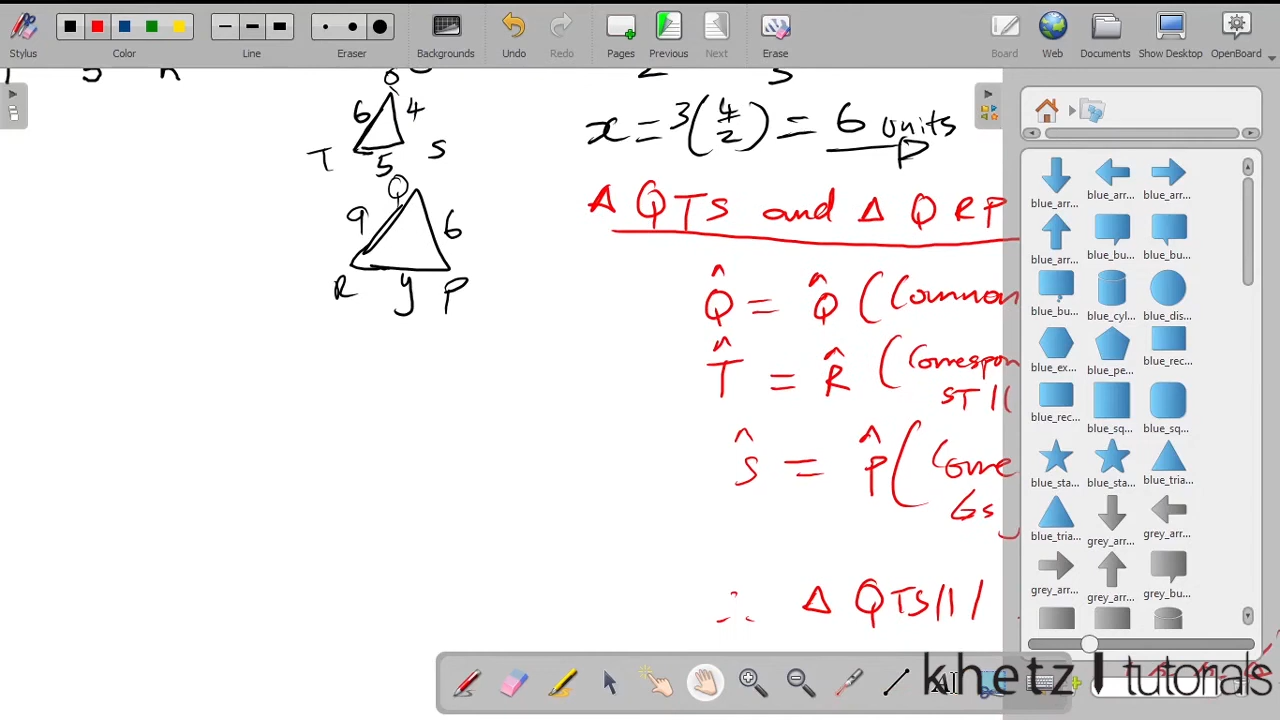 Stylus
Color
Line
Eraser
Backgrounds
Undo
Redo
Pages
Previous
Next
Erase
Board
Web
Documents
Show Desktop
OpenBoard
6 4
T 5 S
Q
9 6
R y P
x = 3(4/2) = 6 units
Δ QTS and Δ QRP
Q̂ = Q̂ (Common
T̂ = R̂ (Correspon
ST //(
Ŝ = P̂ (Corre
∴ Δ QTS ///
blue_arr... blue_arr... blue_arr...
blue_arr... blue_bu... blue_bu...
blue_bu... blue_cyl... blue_dis...
blue_ex... blue_pe... blue_rec...
blue_rec... blue_sq... blue_sq...
blue_sta... blue_sta... blue_tria...
blue_tria... grey_arr... grey_arr...
grey_arr... grey_arr... grey_bu...
khetz tutorials